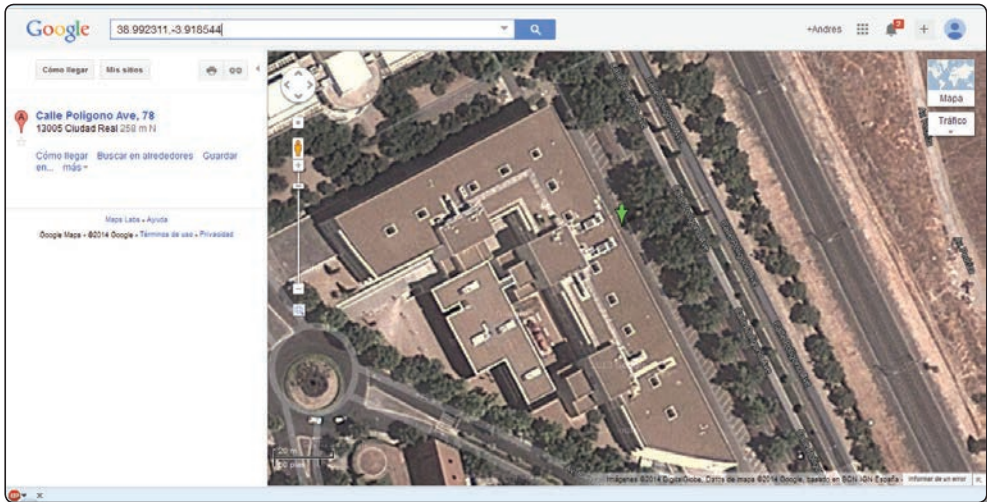 Google 38.992311,-3.918544 +Andres
Cómo llegar Mis sitios
A Calle Polígono Ave, 78
13005 Ciudad Real 258 m N
Cómo llegar Buscar en alrededores Guardar
en... más
Maps Labs - Ayuda
Google Maps - ©2014 Google - Términos de uso - Privacidad
Mapa
Tráfico
20 m
50 pies
Imágenes ©2014 DigitalGlobe, Datos de mapa ©2014 Google, basado en BCN IGN España - Informar de un error